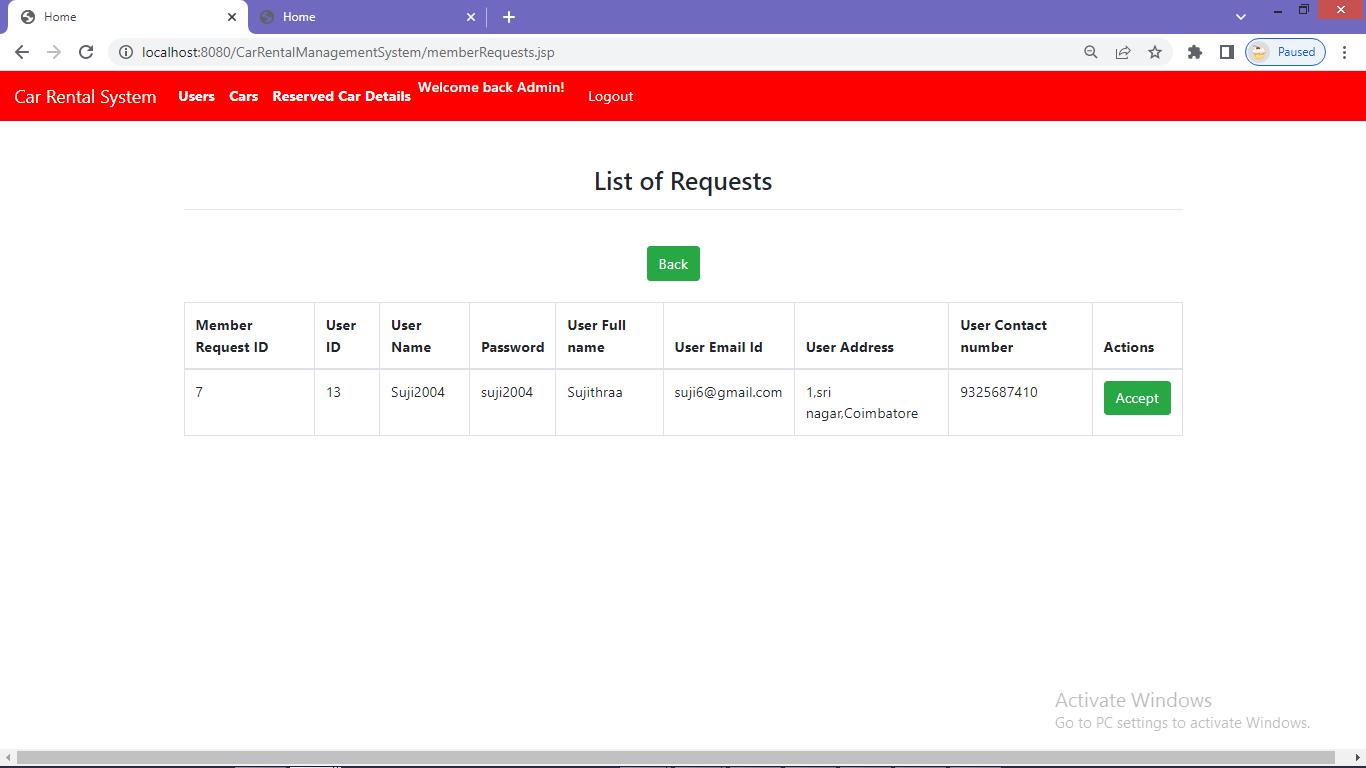 Home
Home
localhost:8080/CarRentalManagementSystem/memberRequests.jsp
Paused
Car Rental System Users Cars Reserved Car Details Welcome back Admin! Logout
List of Requests
Back
Member Request ID
User ID
User Name
Password
User Full name
User Email Id
User Address
User Contact number
Actions
7
13
Suji2004
suji2004
Sujithraa
suji6@gmail.com
1,sri
nagar,Coimbatore
9325687410
Accept
Activate Windows
Go to PC settings to activate Windows.